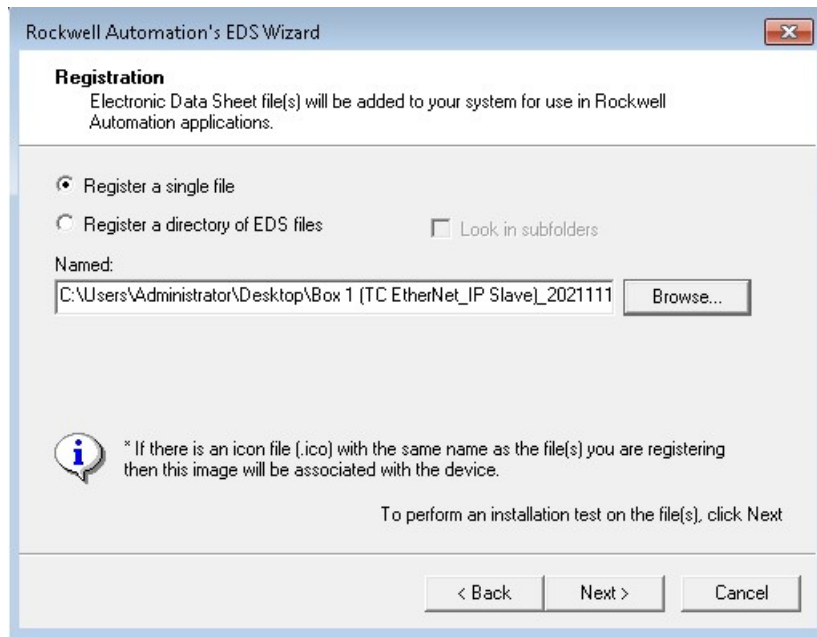 Rockwell Automation's EDS Wizard
Registration
Electronic Data Sheet file(s) will be added to your system for use in Rockwell
Automation applications.
Register a single file
Register a directory of EDS files
Look in subfolders
Named:
C:\Users\Administrator\Desktop\Box 1 (TC EtherNet_IP Slave)_2021111
Browse...
* If there is an icon file (.ico) with the same name as the file(s) you are registering
then this image will be associated with the device.
To perform an installation test on the file(s), click Next
< Back
Next >
Cancel